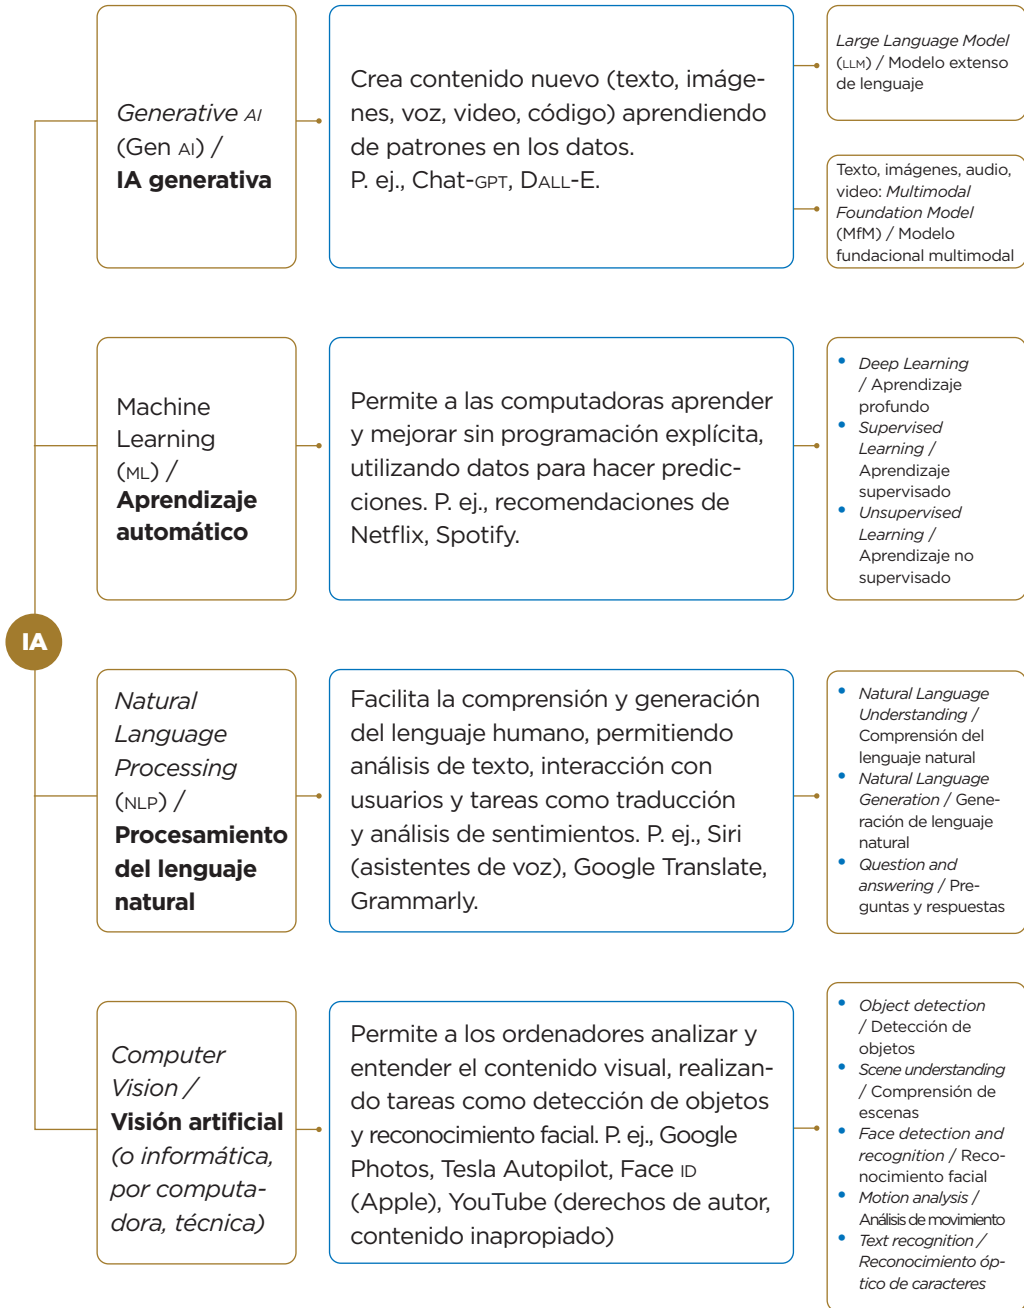 Generative AI
(Gen AI) /
IA generativa
Crea contenido nuevo (texto, imáge-
nes, voz, video, código) aprendiendo
de patrones en los datos.
P. ej., Chat-GPT, DALL-E.
Large Language Model
(LLM) / Modelo extenso
de lenguaje
Texto, imágenes, audio,
video: Multimodal
Foundation Model
(MfM) / Modelo
fundacional multimodal
Machine
Learning
(ML) /
Aprendizaje
automático
Permite a las computadoras aprender
y mejorar sin programación explícita,
utilizando datos para hacer predic-
ciones. P. ej., recomendaciones de
Netflix, Spotify.
• Deep Learning
/ Aprendizaje
profundo
• Supervised
Learning /
Aprendizaje
supervisado
• Unsupervised
Learning /
Aprendizaje no
supervisado
IA
Natural
Language
Processing
(NLP) /
Procesamiento
del lenguaje
natural
Facilita la comprensión y generación
del lenguaje humano, permitiendo
análisis de texto, interacción con
usuarios y tareas como traducción
y análisis de sentimientos. P. ej., Siri
(asistentes de voz), Google Translate,
Grammarly.
• Natural Language
Understanding /
Comprensión del
lenguaje natural
• Natural Language
Generation / Gene-
ración de lenguaje
natural
• Question and
answering / Pre-
guntas y respuestas
Computer
Vision /
Visión artificial
(o informática,
por computa-
dora, técnica)
Permite a los ordenadores analizar y
entender el contenido visual, realizan-
do tareas como detección de objetos
y reconocimiento facial. P. ej., Google
Photos, Tesla Autopilot, Face ID
(Apple), YouTube (derechos de autor,
contenido inapropiado)
• Object detection
/ Detección de
objetos
• Scene understanding
/ Comprensión de
escenas
• Face detection and
recognition / Reco-
nocimiento facial
• Motion analysis /
Análisis de movimiento
• Text recognition /
Reconocimiento óp-
tico de caracteres